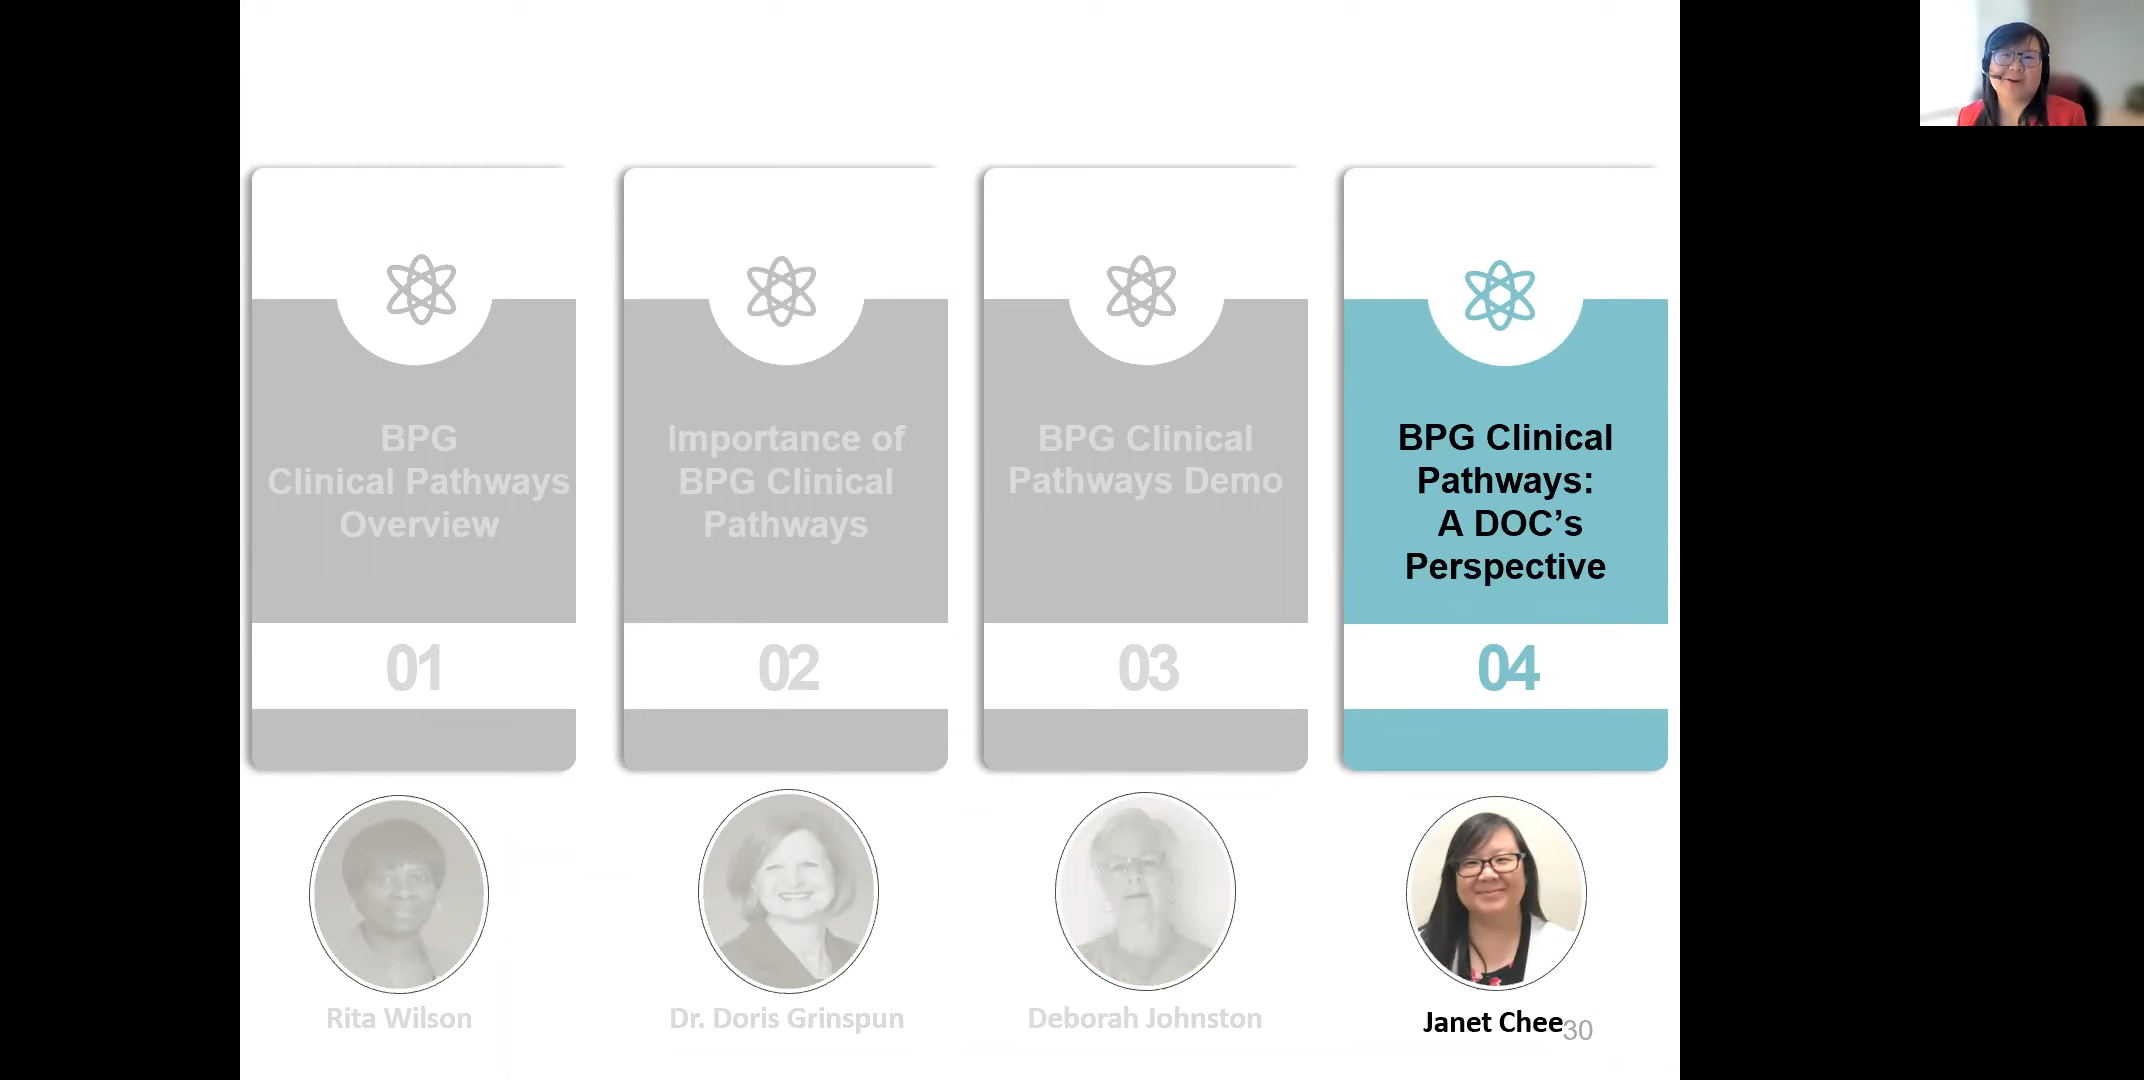 BPG
Clinical Pathways
Overview
01
Rita Wilson
Importance of
BPG Clinical
Pathways
02
Dr. Doris Grinspun
BPG Clinical
Pathways Demo
03
Deborah Johnston
BPG Clinical
Pathways:
A DOC’s
Perspective
04
Janet Chee
30